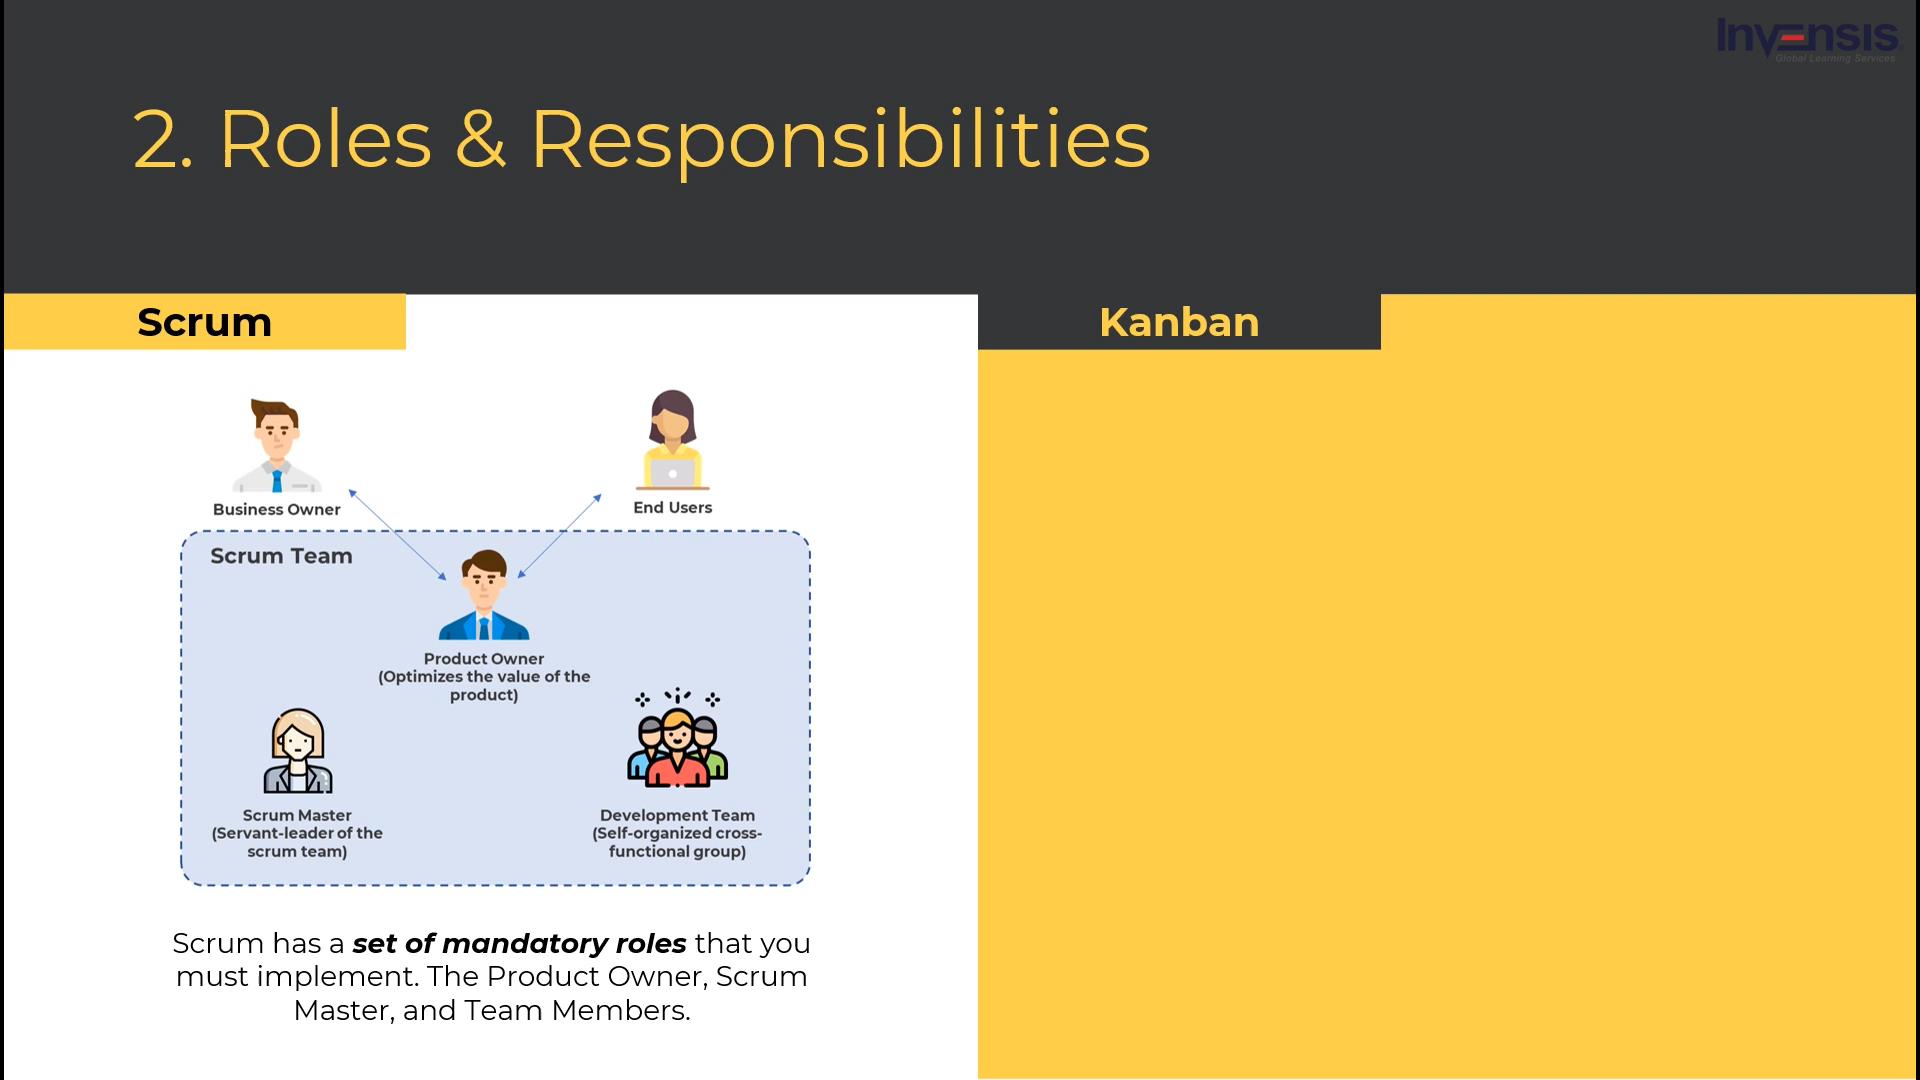 Invensis
Global Learning Services
2. Roles & Responsibilities
Scrum
Kanban
Business Owner
End Users
Scrum Team
Product Owner
(Optimizes the value of the
product)
Scrum Master
(Servant-leader of the
scrum team)
Development Team
(Self-organized cross-
functional group)
Scrum has a set of mandatory roles that you
must implement. The Product Owner, Scrum
Master, and Team Members.